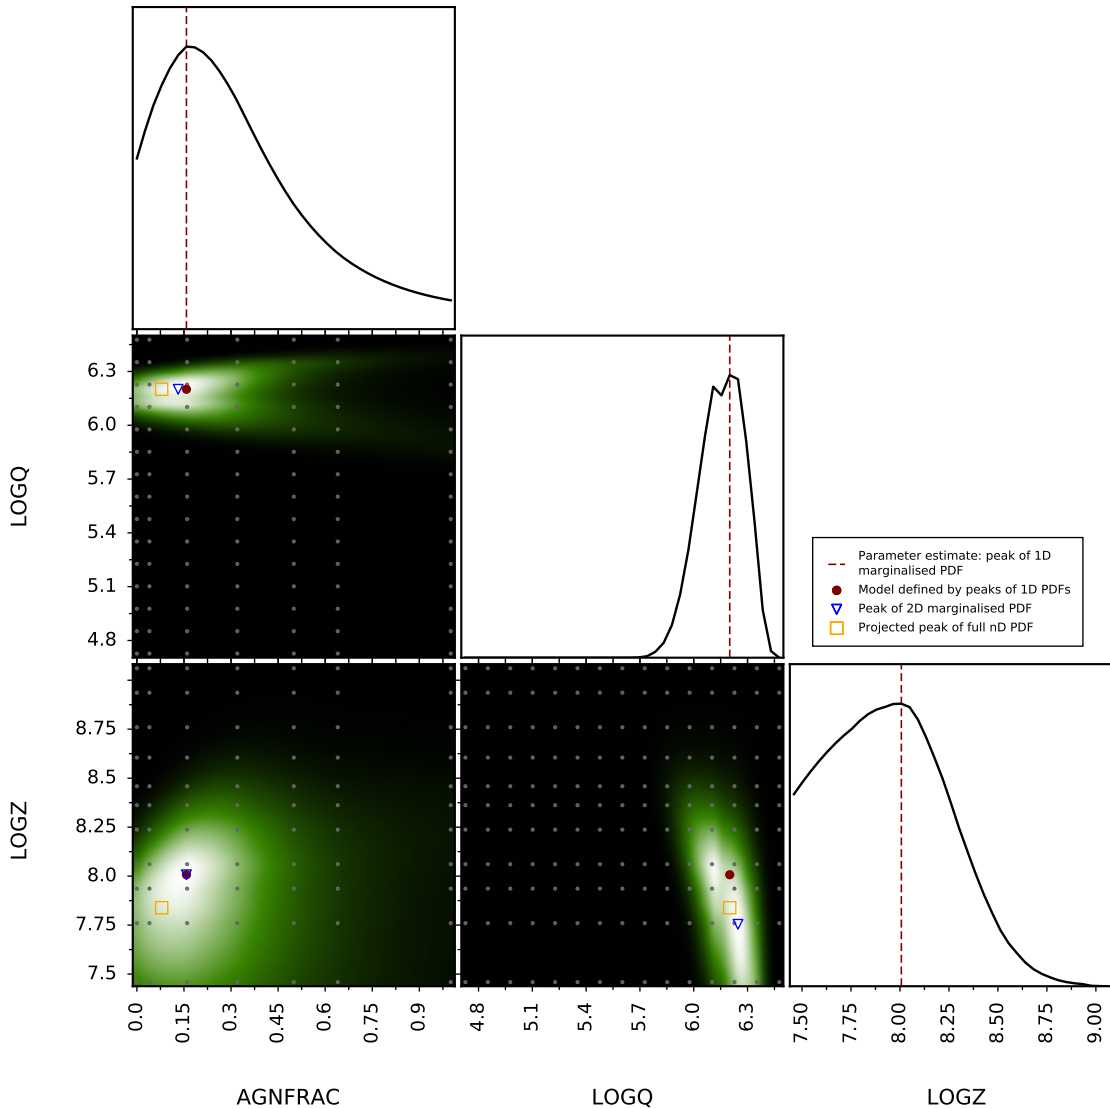 6.3
6.0
5.7
5.4
5.1
4.8
LOGQ
Parameter estimate: peak of 1D
marginalised PDF
Model defined by peaks of 1D PDFs
Peak of 2D marginalised PDF
Projected peak of full nD PDF
8.75
8.5
8.25
8.0
7.75
7.5
LOGZ
0.0 0.15 0.3 0.45 0.6 0.75 0.9
4.8 5.1 5.4 5.7 6.0 6.3
7.50 7.75 8.00 8.25 8.50 8.75 9.00
AGNFRAC LOGQ LOGZ